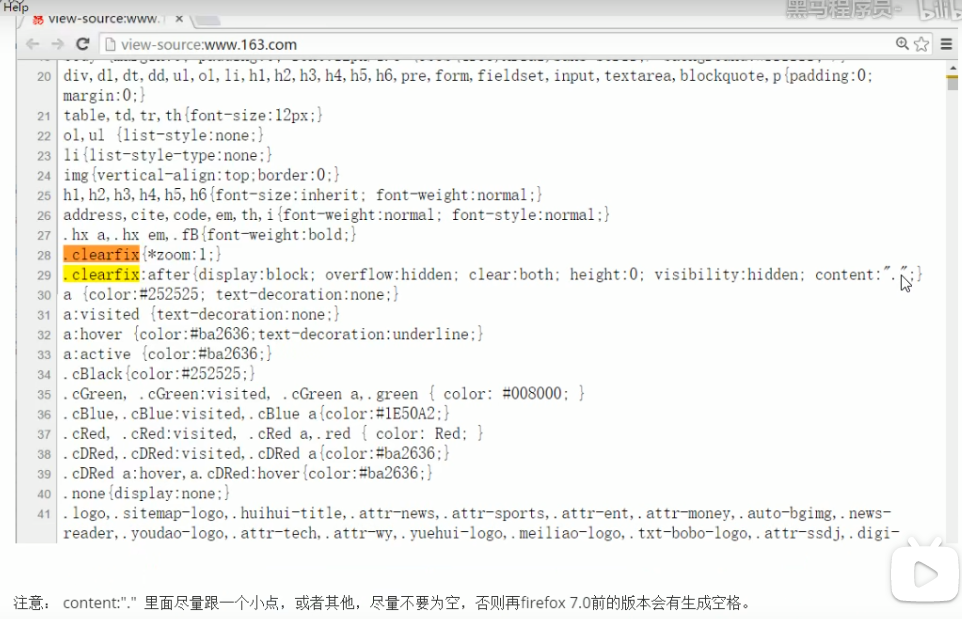 Help
view-source:www.
view-source:www.163.com
20 div,dl,dt,dd,ul,ol,li,h1,h2,h3,h4,h5,h6,pre,form,fieldset,input,textarea,blockquote,p{padding:0;
margin:0;}
21 table,td,tr,th{font-size:12px;}
22 ol,ul {list-style:none;}
23 li{list-style-type:none;}
24 img{vertical-align:top;border:0;}
25 h1,h2,h3,h4,h5,h6{font-size:inherit; font-weight:normal;}
26 address,cite,code,em,th,i{font-weight:normal; font-style:normal;}
27 .hx a,.hx em,.fB{font-weight:bold;}
28 .clearfix{*zoom:1;}
29 .clearfix:after{display:block; overflow:hidden; clear:both; height:0; visibility:hidden; content:".";}
30 a {color:#252525; text-decoration:none;}
31 a:visited {text-decoration:none;}
32 a:hover {color:#ba2636;text-decoration:underline;}
33 a:active {color:#ba2636;}
34 .cBlack{color:#252525;}
35 .cGreen, .cGreen:visited, .cGreen a,.green { color: #008000; }
36 .cBlue,.cBlue:visited,.cBlue a{color:#1E50A2;}
37 .cRed, .cRed:visited, .cRed a,.red { color: Red; }
38 .cDRed,.cDRed:visited,.cDRed a{color:#ba2636;}
39 .cDRed a:hover,a.cDRed:hover{color:#ba2636;}
40 .none{display:none;}
41 .logo,.sitemap-logo,.huihui-title,.attr-news,.attr-sports,.attr-ent,.attr-money,.auto-bgimg,.news-
reader,.youdao-logo,.attr-tech,.attr-wy,.yuehui-logo,.meiliao-logo,.txt-bobo-logo,.attr-ssdj,.digi-
注意： content:"." 里面尽量跟一个小点，或者其他，尽量不要为空，否则再firefox 7.0前的版本会有生成空格。